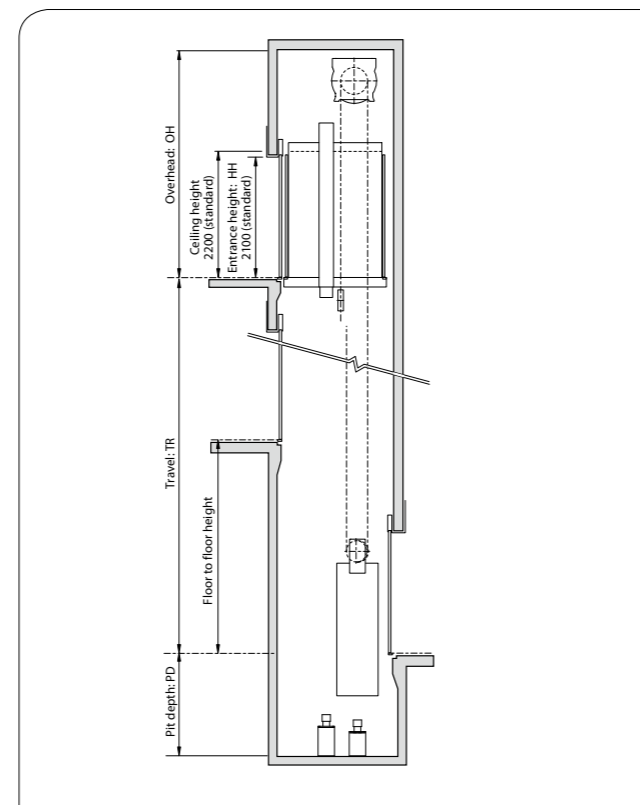 Overhead: OH
Ceiling height
2200 (standard)
Entrance height: HH
2100 (standard)
Travel: TR
Floor to floor height
Pit depth: PD